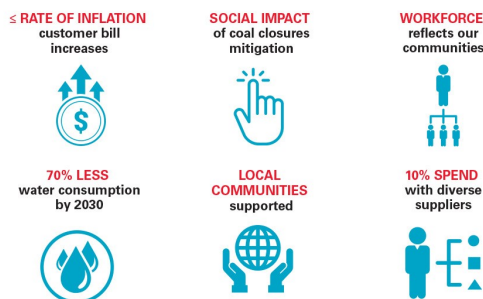 ≤ RATE OF INFLATION
customer bill
increases
SOCIAL IMPACT
of coal closures
mitigation
WORKFORCE
reflects our
communities
$
70% LESS
water consumption
by 2030
LOCAL
COMMUNITIES
supported
10% SPEND
with diverse
suppliers